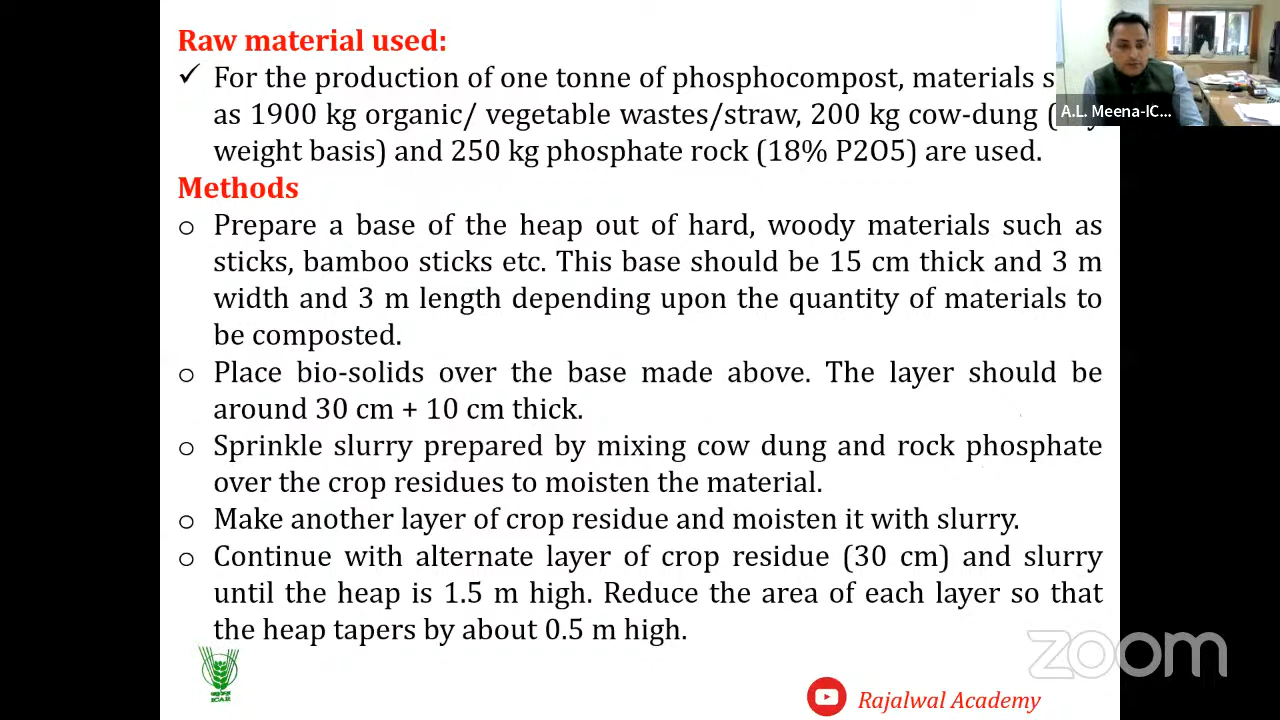 Raw material used:
✓ For the production of one tonne of phosphocompost, materials s
as 1900 kg organic/ vegetable wastes/straw, 200 kg cow-dung (
weight basis) and 250 kg phosphate rock (18% P2O5) are used.
A.L. Meena-IC...
Methods
o Prepare a base of the heap out of hard, woody materials such as
sticks, bamboo sticks etc. This base should be 15 cm thick and 3 m
width and 3 m length depending upon the quantity of materials to
be composted.
o Place bio-solids over the base made above. The layer should be
around 30 cm + 10 cm thick.
o Sprinkle slurry prepared by mixing cow dung and rock phosphate
over the crop residues to moisten the material.
o Make another layer of crop residue and moisten it with slurry.
o Continue with alternate layer of crop residue (30 cm) and slurry
until the heap is 1.5 m high. Reduce the area of each layer so that
the heap tapers by about 0.5 m high.
zoom
ICAR
Rajalwal Academy